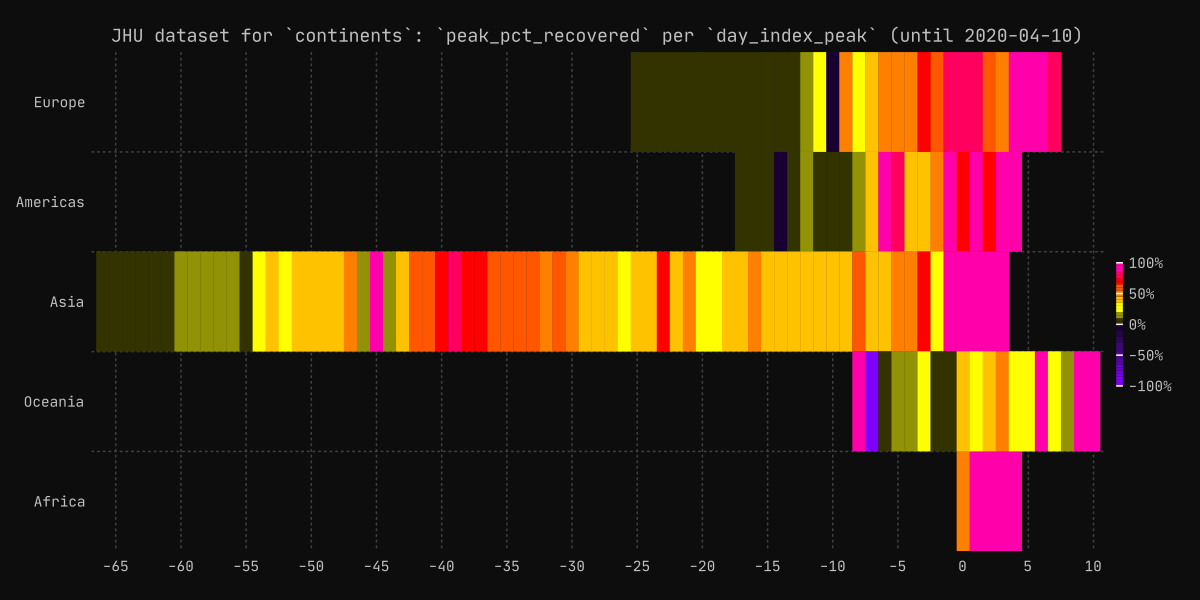 JHU dataset for `continents`: `peak_pct_recovered` per `day_index_peak` (until 2020-04-10)
Europe
Americas
Asia
Oceania
Africa
100%
50%
0%
-50%
-100%
-65 -60 -55 -50 -45 -40 -35 -30 -25 -20 -15 -10 -5 0 5 10